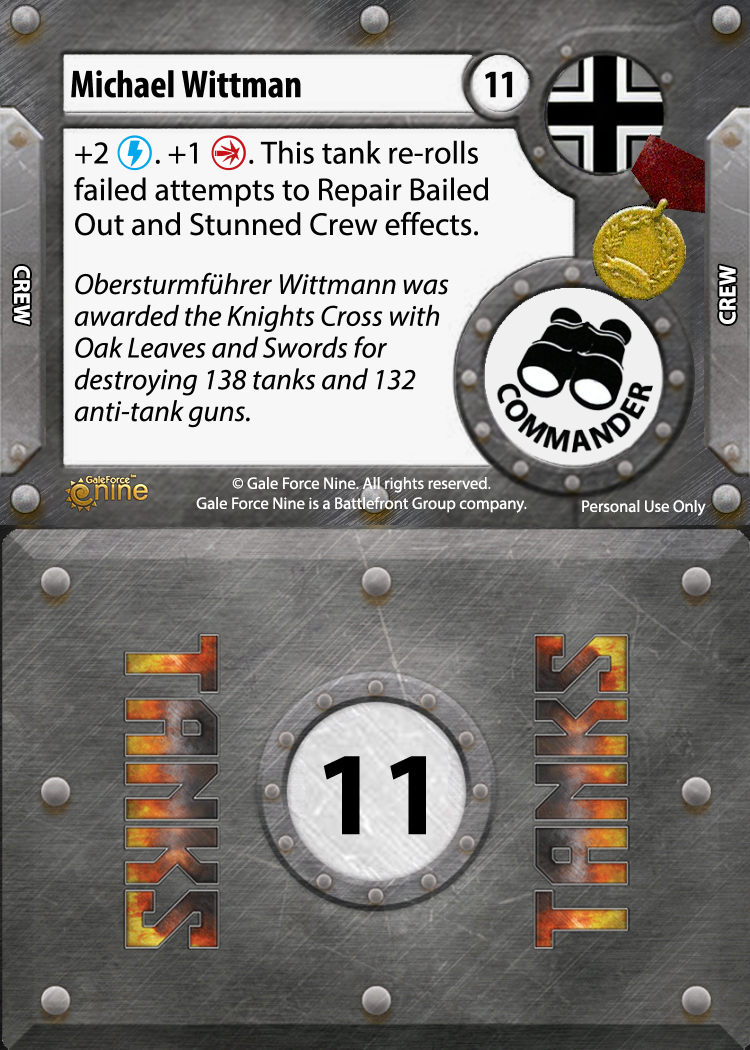 Michael Wittman
11
+2 . +1 . This tank re-rolls
failed attempts to Repair Bailed
Out and Stunned Crew effects.
Obersturmführer Wittmann was
awarded the Knights Cross with
Oak Leaves and Swords for
destroying 138 tanks and 132
anti-tank guns.
CREW
CREW
COMMANDER
GaleForce™
nine
© Gale Force Nine. All rights reserved.
Gale Force Nine is a Battlefront Group company.
Personal Use Only
TANKS
11
TANKS